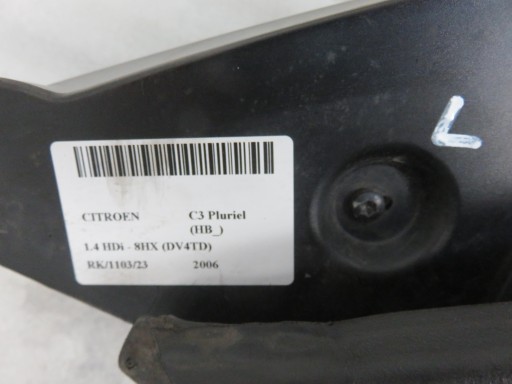 CITROEN C3 Pluriel
(HB_)
1.4 HDi - 8HX (DV4TD)
RK/1103/23 2006
L